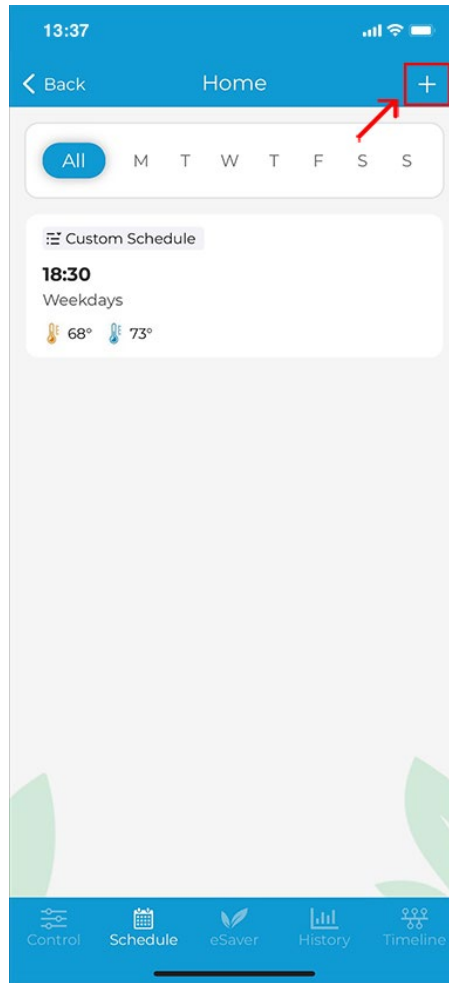 13:37
Back Home +
All M T W T F S S
Custom Schedule
18:30
Weekdays
68° 73°
Control Schedule eSaver History Timeline